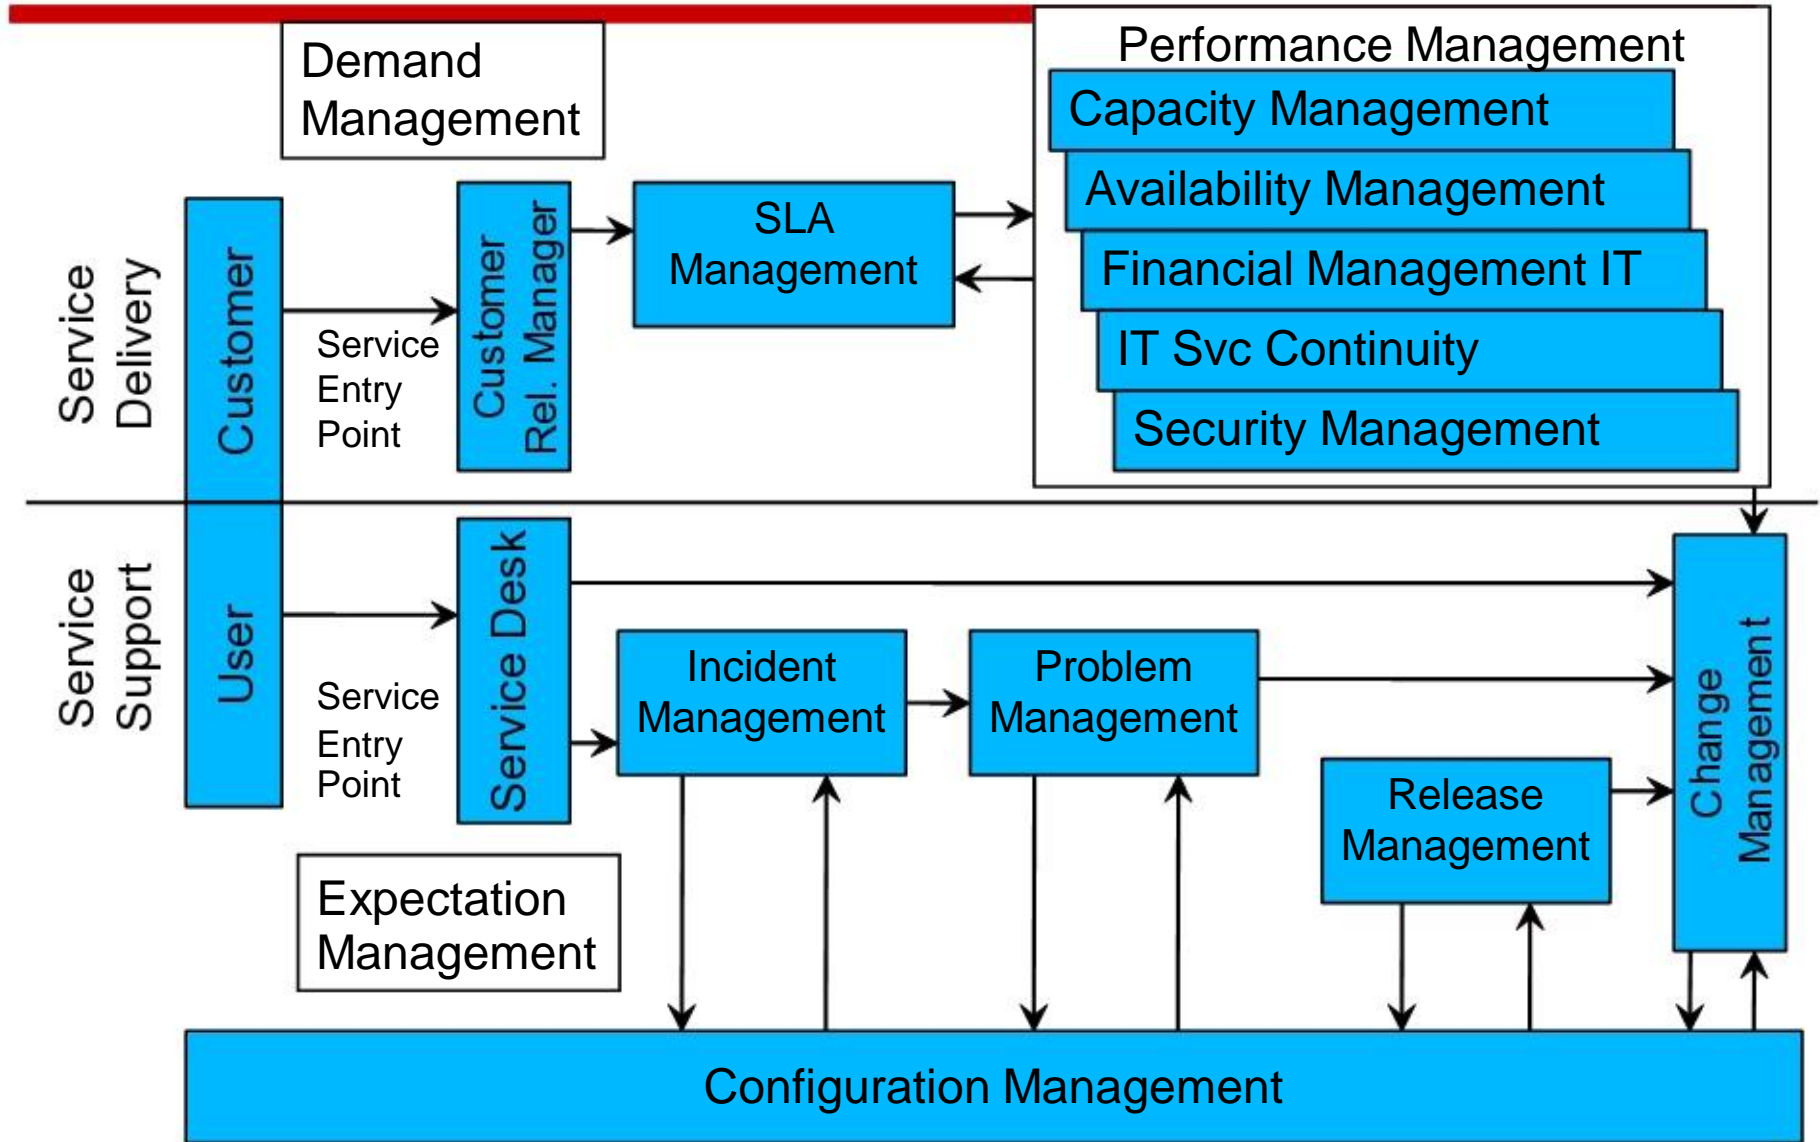 Demand
Management
Performance Management
Capacity Management
Availability Management
Financial Management IT
IT Svc Continuity
Security Management
Service
Delivery
Customer
Service
Entry
Point
Customer
Rel. Manager
SLA
Management
Service
Support
User
Service
Entry
Point
Service Desk
Incident
Management
Problem
Management
Release
Management
Change
Management
Expectation
Management
Configuration Management